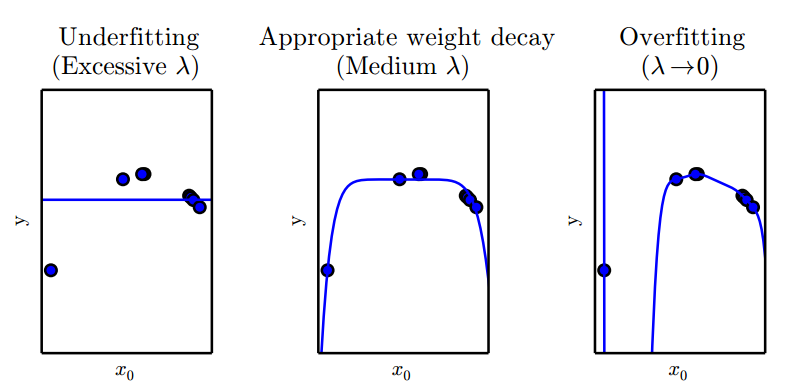 Underfitting
(Excessive λ)
Appropriate weight decay
(Medium λ)
Overfitting
(λ→0)
y
x₀
y
x₀
y
x₀